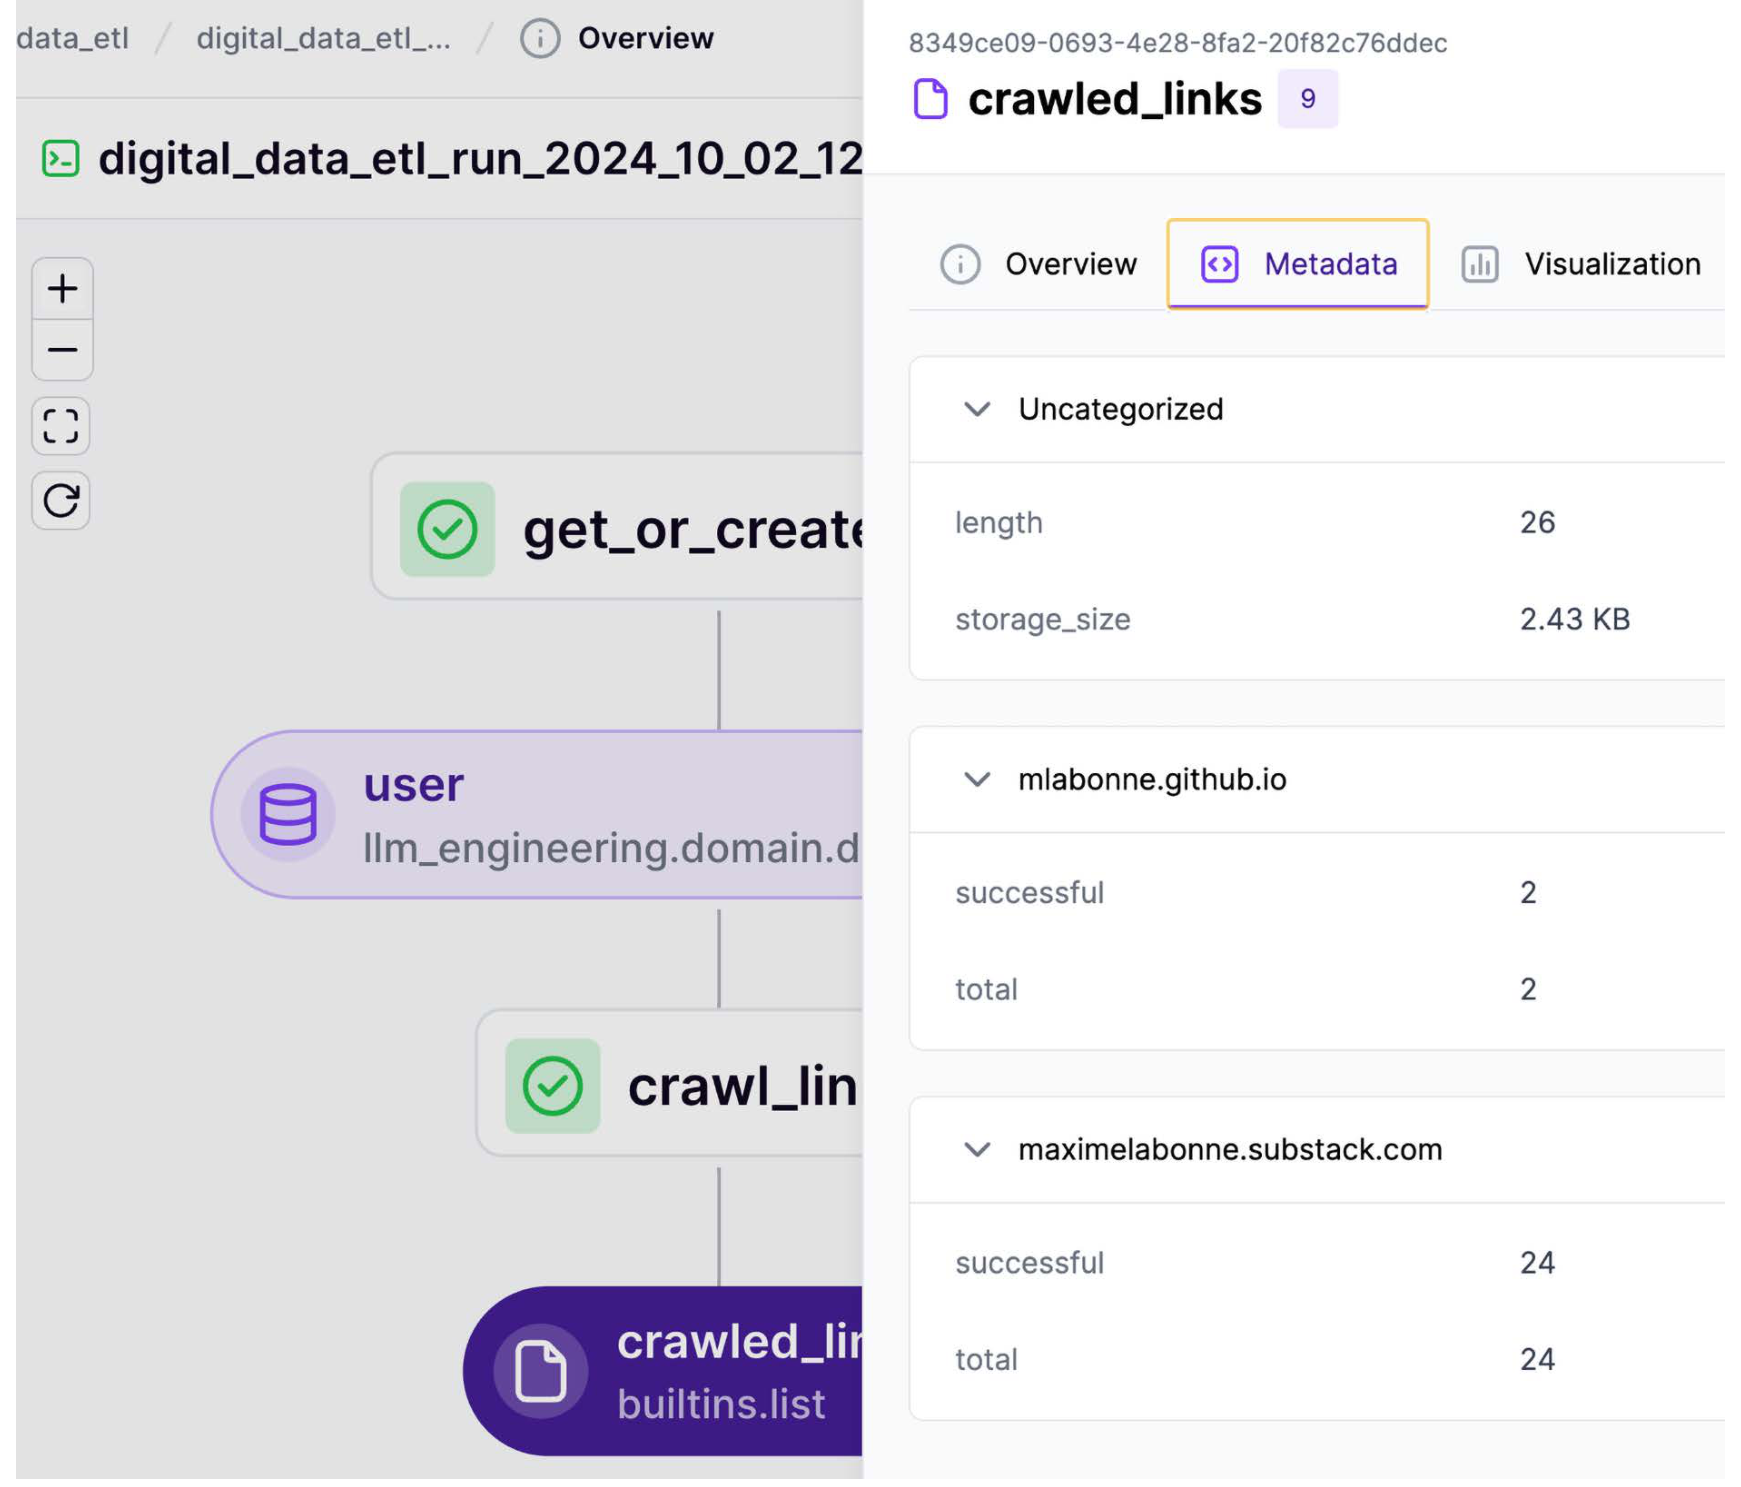 data_etl / digital_data_etl_... / Overview
digital_data_etl_run_2024_10_02_12
get_or_create
user
llm_engineering.domain.d
crawl_lin
crawled_lin
builtins.list
8349ce09-0693-4e28-8fa2-20f82c76ddec
crawled_links 9
Overview Metadata Visualization
Uncategorized
length 26
storage_size 2.43 KB
mlabonne.github.io
successful 2
total 2
maximelabonne.substack.com
successful 24
total 24